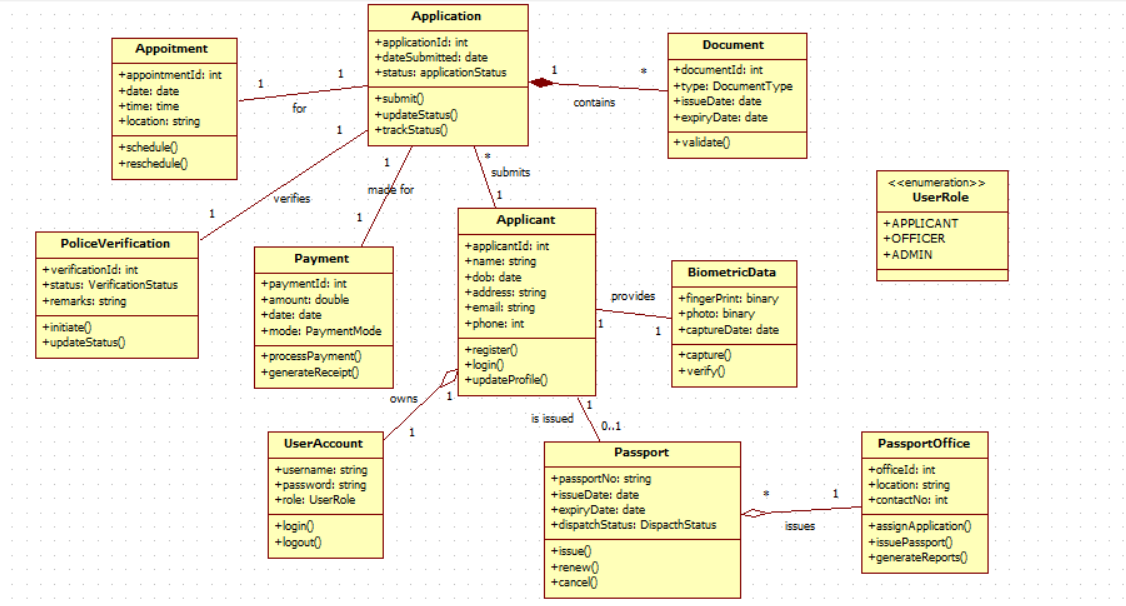 Application
+applicationId: int
+dateSubmitted: date
+status: applicationStatus
+submit()
+updateStatus()
+trackStatus()
Appoitment
+appointmentId: int
+date: date
+time: time
+location: string
+schedule()
+reschedule()
1
1
for
Document
+documentId: int
+type: DocumentType
+issueDate: date
+expiryDate: date
+validate()
1
*
contains
1
verifies
1
1
made for
1
*
submits
1
<<enumeration>>
UserRole
+APPLICANT
+OFFICER
+ADMIN
PoliceVerification
+verificationId: int
+status: VerificationStatus
+remarks: string
+initiate()
+updateStatus()
Payment
+paymentId: int
+amount: double
+date: date
+mode: PaymentMode
+processPayment()
+generateReceipt()
Applicant
+applicantId: int
+name: string
+dob: date
+address: string
+email: string
+phone: int
+register()
+login()
+updateProfile()
provides
1
1
BiometricData
+fingerPrint: binary
+photo: binary
+captureDate: date
+capture()
+verify()
owns
1
1
is issued
1
0..1
UserAccount
+username: string
+password: string
+role: UserRole
+login()
+logout()
Passport
+passportNo: string
+issueDate: date
+expiryDate: date
+dispatchStatus: DispacthStatus
+issue()
+renew()
+cancel()
*
1
issues
PassportOffice
+officeId: int
+location: string
+contactNo: int
+assignApplication()
+issuePassport()
+generateReports()